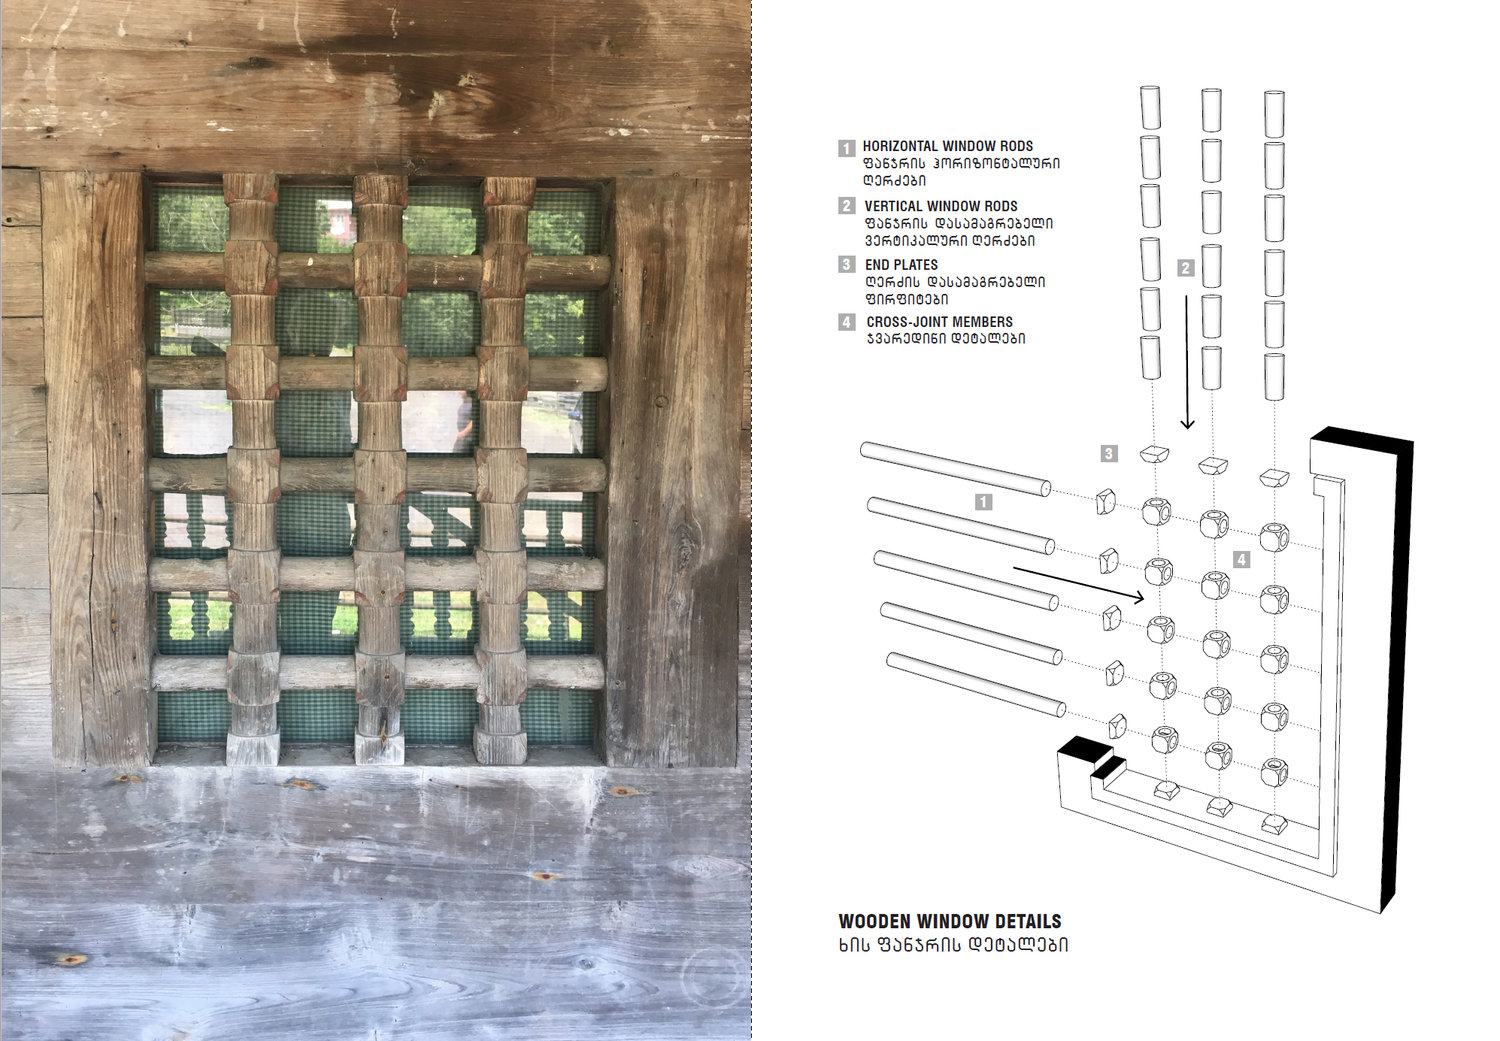 1 HORIZONTAL WINDOW RODS
ფანჯრის ჰორიზონტალური
ღერძები
2 VERTICAL WINDOW RODS
ფანჯრის დასამაგრებელი
ვერტიკალური ღერძები
3 END PLATES
ღერძის დასამაგრებელი
ფირფიტები
4 CROSS-JOINT MEMBERS
ჯვარედინი დეტალები
2
3
1
4
WOODEN WINDOW DETAILS
ხის ფანჯრის დეტალები